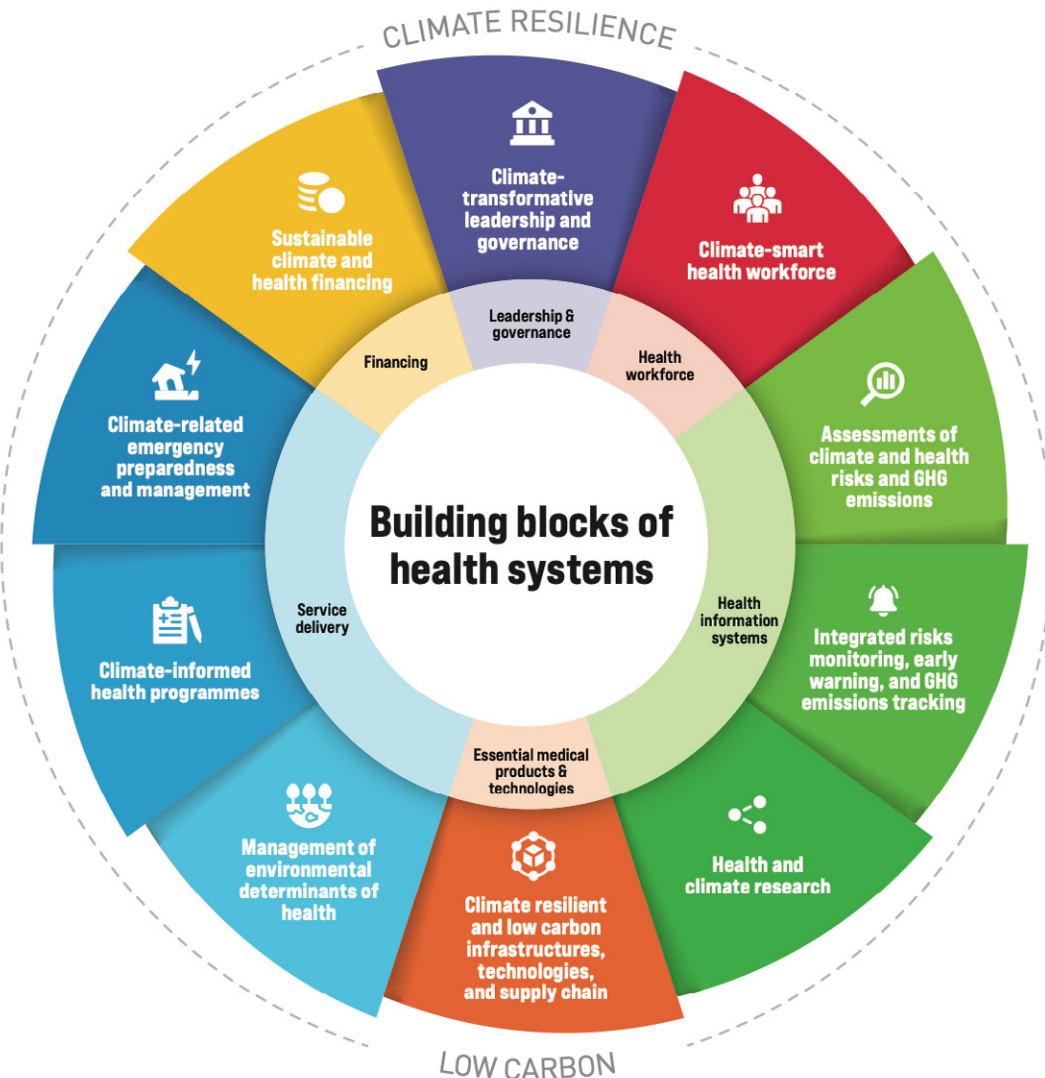 CLIMATE RESILIENCE
Climate-
transformative
leadership and
governance
Climate-smart
health workforce
Assessments of
climate and health
risks and GHG
emissions
Integrated risks
monitoring, early
warning, and GHG
emissions tracking
Health and
climate research
Climate resilient
and low carbon
infrastructures,
technologies,
and supply chain
Management of
environmental
determinants of
health
Climate-informed
health programmes
Climate-related
emergency
preparedness
and management
Sustainable
climate and
health financing
Leadership &
governance
Health
workforce
Health
information
systems
Essential medical
products &
technologies
Service
delivery
Financing
Building blocks of
health systems
LOW CARBON